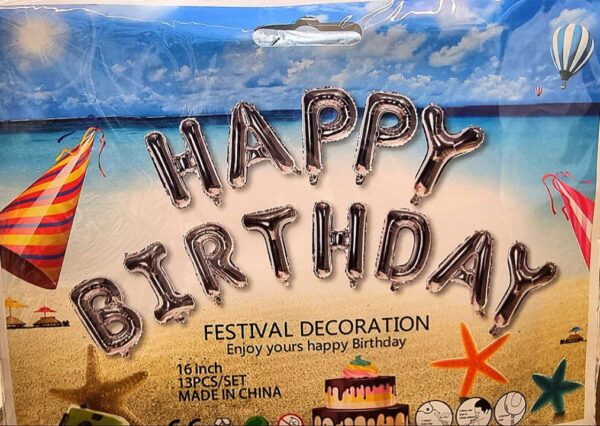 HAPPY
BIRTHDAY
FESTIVAL DECORATION
Enjoy yours happy Birthday
16 inch
13PCS/SET
MADE IN CHINA